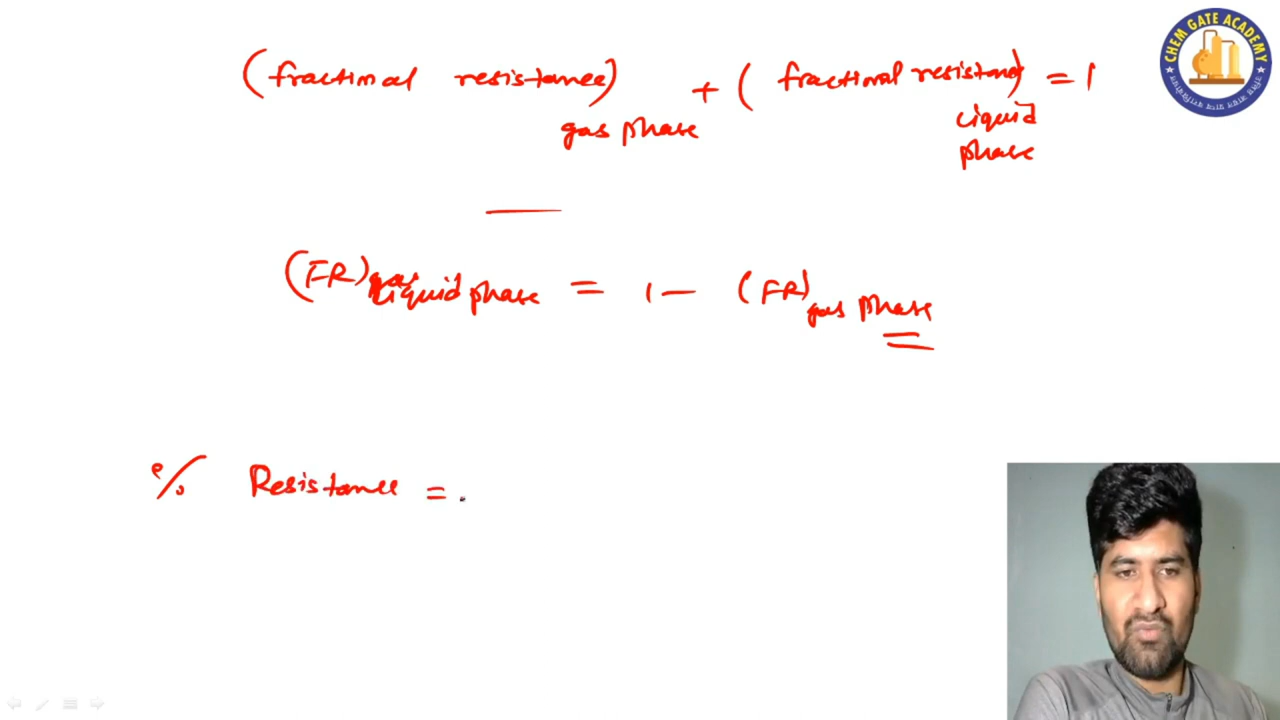 (fractional resistance) gas phase + (fractional resistance) liquid phase = 1
(FR) liquid phase = 1 - (FR) gas phase
% Resistance =
CHEM GATE ACADEMY